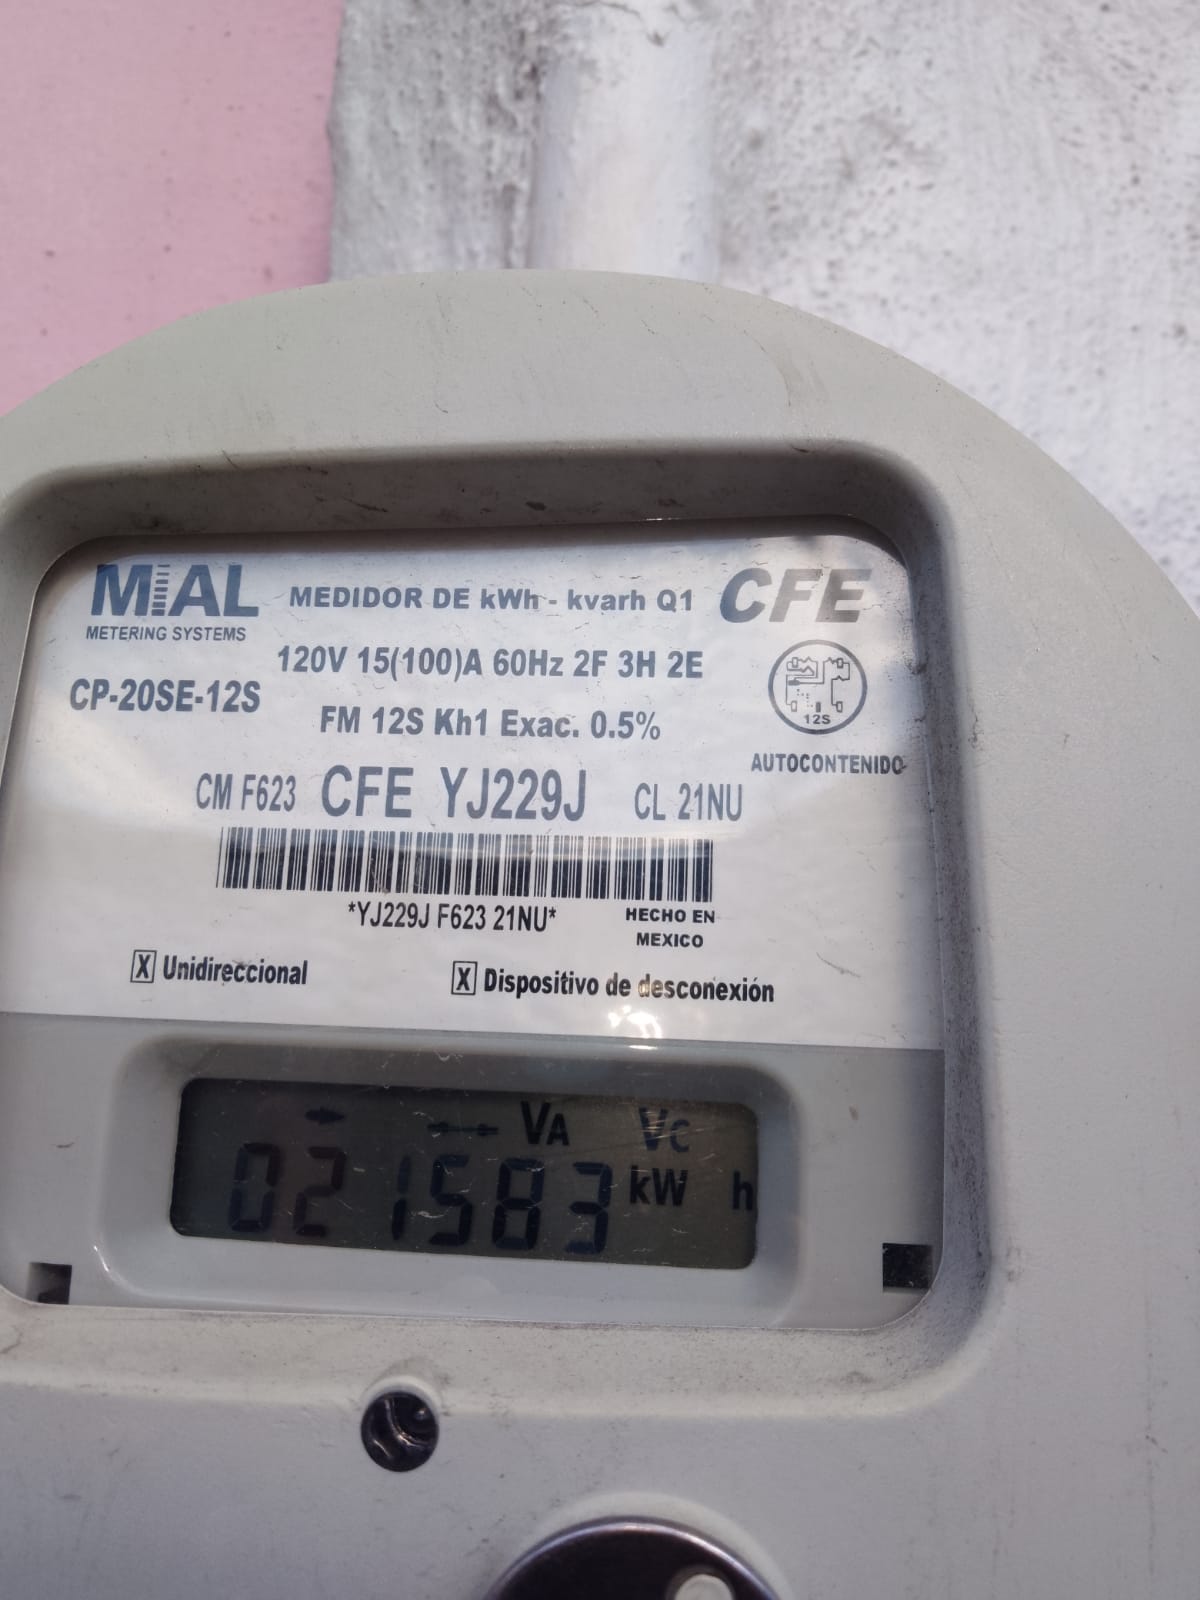 MIAL
METERING SYSTEMS
MEDIDOR DE kWh - kvarh Q1
CFE
120V 15(100)A 60Hz 2F 3H 2E
CP-20SE-12S
FM 12S Kh1 Exac. 0.5%
12S
AUTOCONTENIDO
CM F623 CFE YJ229J CL 21NU
*YJ229J F623 21NU*
HECHO EN
MEXICO
X Unidireccional
X Dispositivo de desconexión
VA VC
021583 kW h